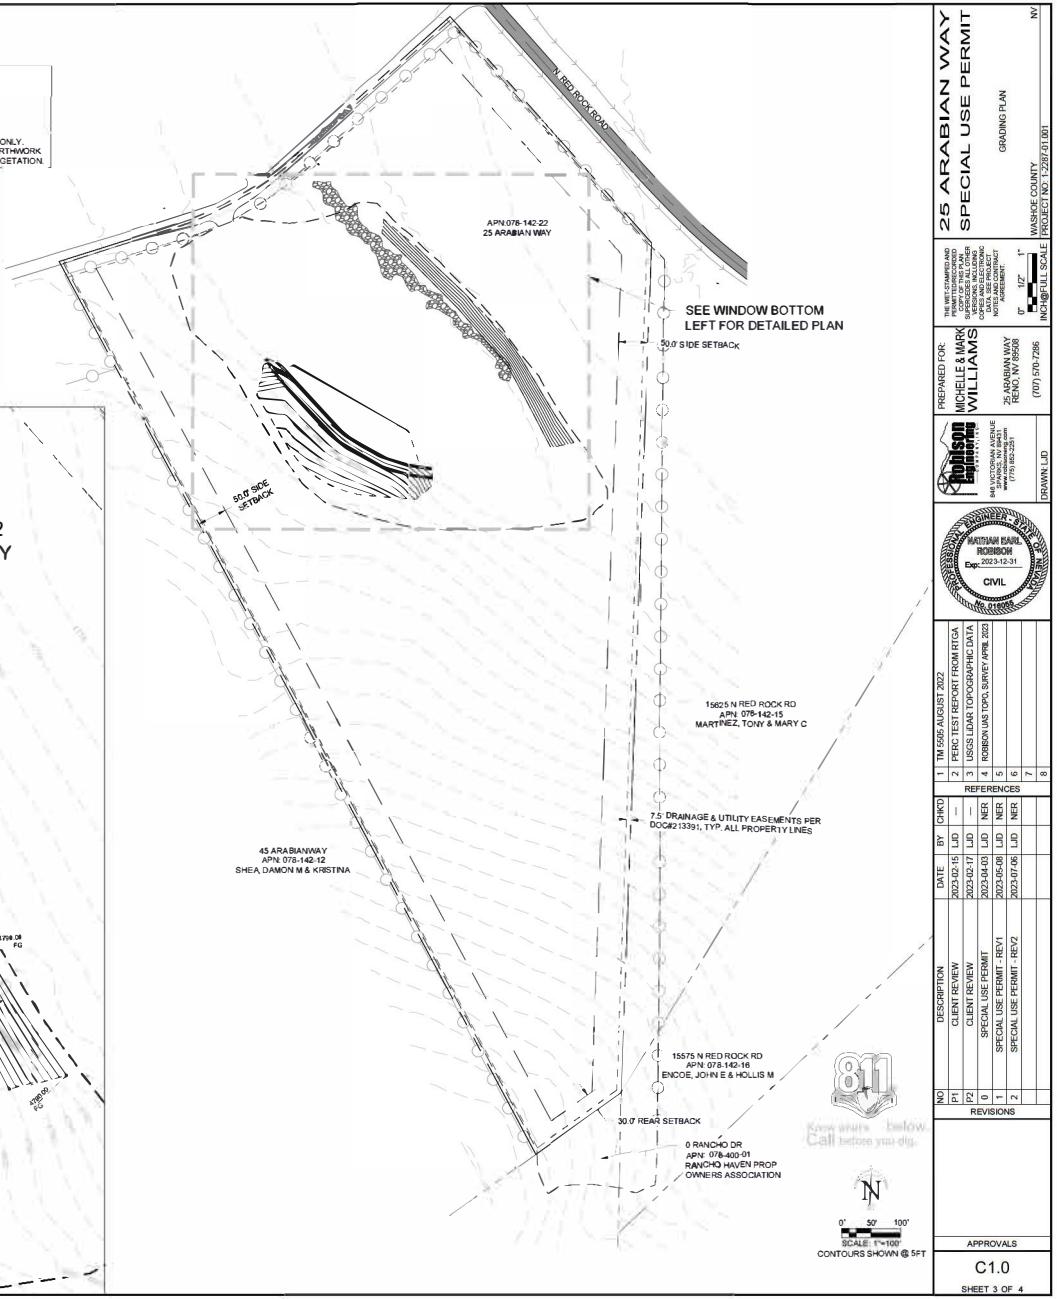 ONLY.
RTHWORK
GETATION.
N RED ROCK ROAD
APN:078-142-22
25 ARABIAN WAY
SEE WINDOW BOTTOM
LEFT FOR DETAILED PLAN
50.0' SIDE SETBACK
50.0' SIDE
SETBACK
2
Y
15625 N RED ROCK RD
APN: 078-142-15
MARTINEZ, TONY & MARY C
7.5' DRAINAGE & UTILITY EASEMENTS PER
DOC#213391, TYP. ALL PROPERTY LINES
45 ARABIANWAY
APN: 078-142-12
SHEA, DAMON M & KRISTINA
FG
4780.00
FG
15575 N RED ROCK RD
APN: 078-142-16
ENCOE, JOHN E & HOLLIS M
30.0' REAR SETBACK
0 RANCHO DR
APN: 078-400-01
RANCHO HAVEN PROP
OWNERS ASSOCIATION
811
Know what's below.
Call before you dig.
N
0' 50' 100'
SCALE: 1"=100'
CONTOURS SHOWN @ 5FT
25 ARABIAN WAY
SPECIAL USE PERMIT
GRADING PLAN
WASHOE COUNTY NV
PROJECT NO: 1-2287-01.001
THE WET-STAMPED AND
PERMITTED/RECORDED
COPY OF THIS PLAN
SUPERCEDES ALL OTHER
VERSIONS, INCLUDING
COPIES AND ELECTRONIC
DATA. SEE PROJECT
NOTES AND CONTRACT
AGREEMENT.
0" 1/2" 1"
INCH@FULL SCALE
PREPARED FOR:
MICHELLE & MARK
WILLIAMS
25 ARABIAN WAY
RENO, NV 89508
(707) 570-7286
Robison
Engineering
COMPANY, INC
846 VICTORIAN AVENUE
SPARKS, NV 89431
www.robisoneng.com
(775) 852-2251
DRAWN: LJD
PROFESSIONAL ENGINEER - STATE OF NEVADA
NATHAN EARL
ROBISON
Exp: 2023-12-31
CIVIL
No. 016055
1 TM 5505 AUGUST 2022
2 PERC TEST REPORT FROM RTGA
3 USGS LiDAR TOPOGRAPHIC DATA
4 ROBISON UAS TOPO. SURVEY APRIL 2023
5
6
7
8
REFERENCES
NO DESCRIPTION DATE BY CHK'D
P1 CLIENT REVIEW 2023-02-15 LJD ---
P2 CLIENT REVIEW 2023-02-17 LJD ---
0 SPECIAL USE PERMIT 2023-04-03 LJD NER
1 SPECIAL USE PERMIT - REV1 2023-05-08 LJD NER
2 SPECIAL USE PERMIT - REV2 2023-07-06 LJD NER
REVISIONS
APPROVALS
C1.0
SHEET 3 OF 4